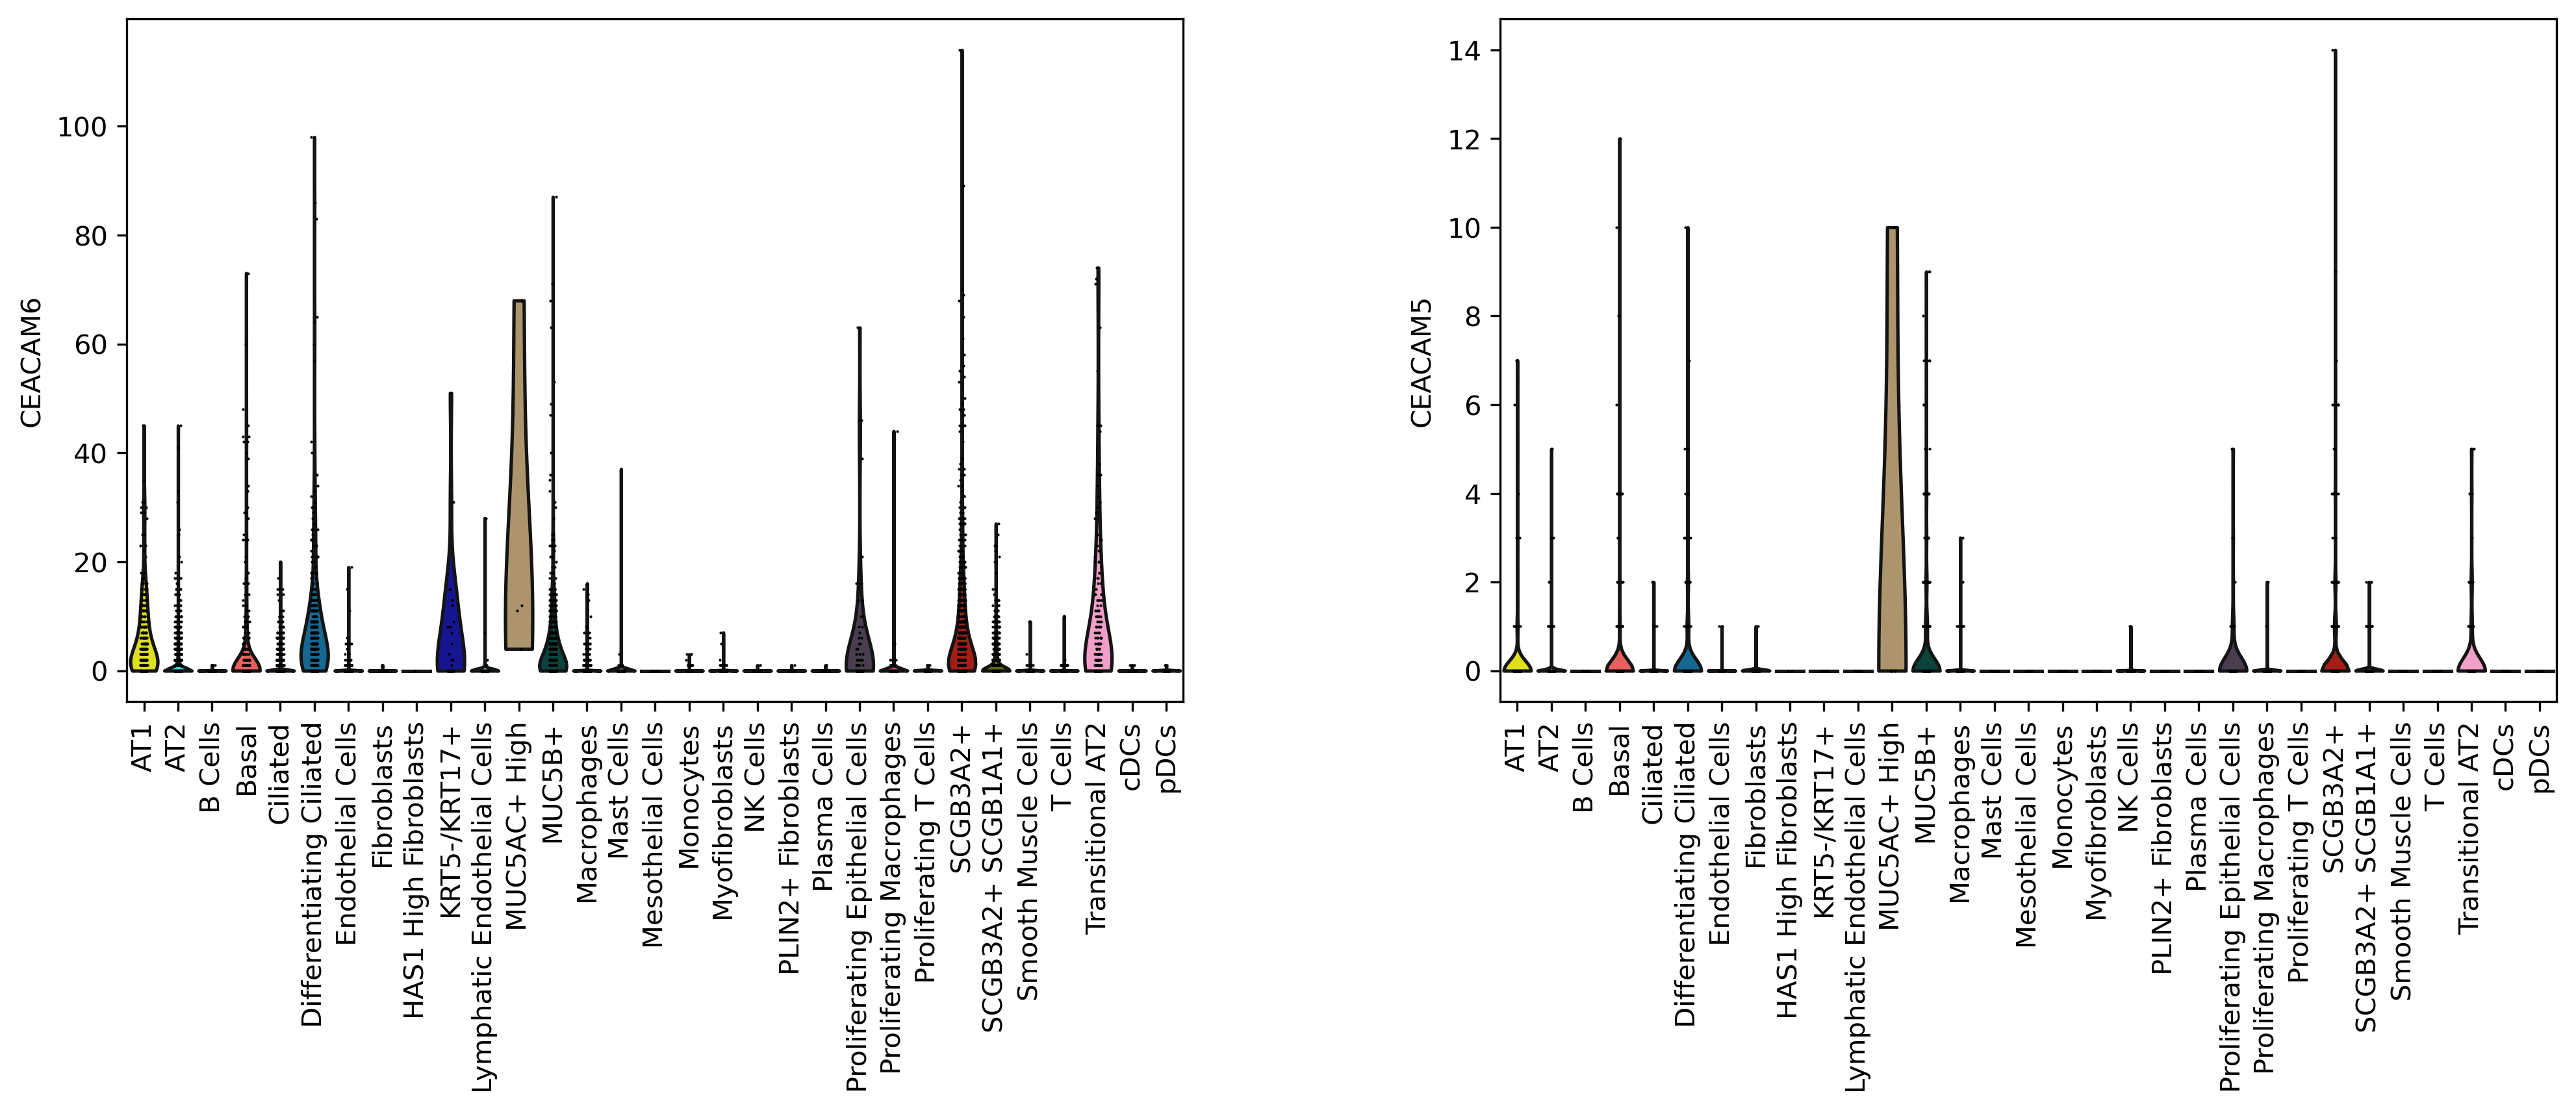 CEACAM6
100
80
60
40
20
0
AT1
AT2
B Cells
Basal
Ciliated
Differentiating Ciliated
Endothelial Cells
Fibroblasts
HAS1 High Fibroblasts
KRT5-/KRT17+
Lymphatic Endothelial Cells
MUC5AC+ High
MUC5B+
Macrophages
Mast Cells
Mesothelial Cells
Monocytes
Myofibroblasts
NK Cells
PLIN2+ Fibroblasts
Plasma Cells
Proliferating Epithelial Cells
Proliferating Macrophages
Proliferating T Cells
SCGB3A2+
SCGB3A2+ SCGB1A1+
Smooth Muscle Cells
T Cells
Transitional AT2
cDCs
pDCs
CEACAM5
14
12
10
8
6
4
2
0
AT1
AT2
B Cells
Basal
Ciliated
Differentiating Ciliated
Endothelial Cells
Fibroblasts
HAS1 High Fibroblasts
KRT5-/KRT17+
Lymphatic Endothelial Cells
MUC5AC+ High
MUC5B+
Macrophages
Mast Cells
Mesothelial Cells
Monocytes
Myofibroblasts
NK Cells
PLIN2+ Fibroblasts
Plasma Cells
Proliferating Epithelial Cells
Proliferating Macrophages
Proliferating T Cells
SCGB3A2+
SCGB3A2+ SCGB1A1+
Smooth Muscle Cells
T Cells
Transitional AT2
cDCs
pDCs